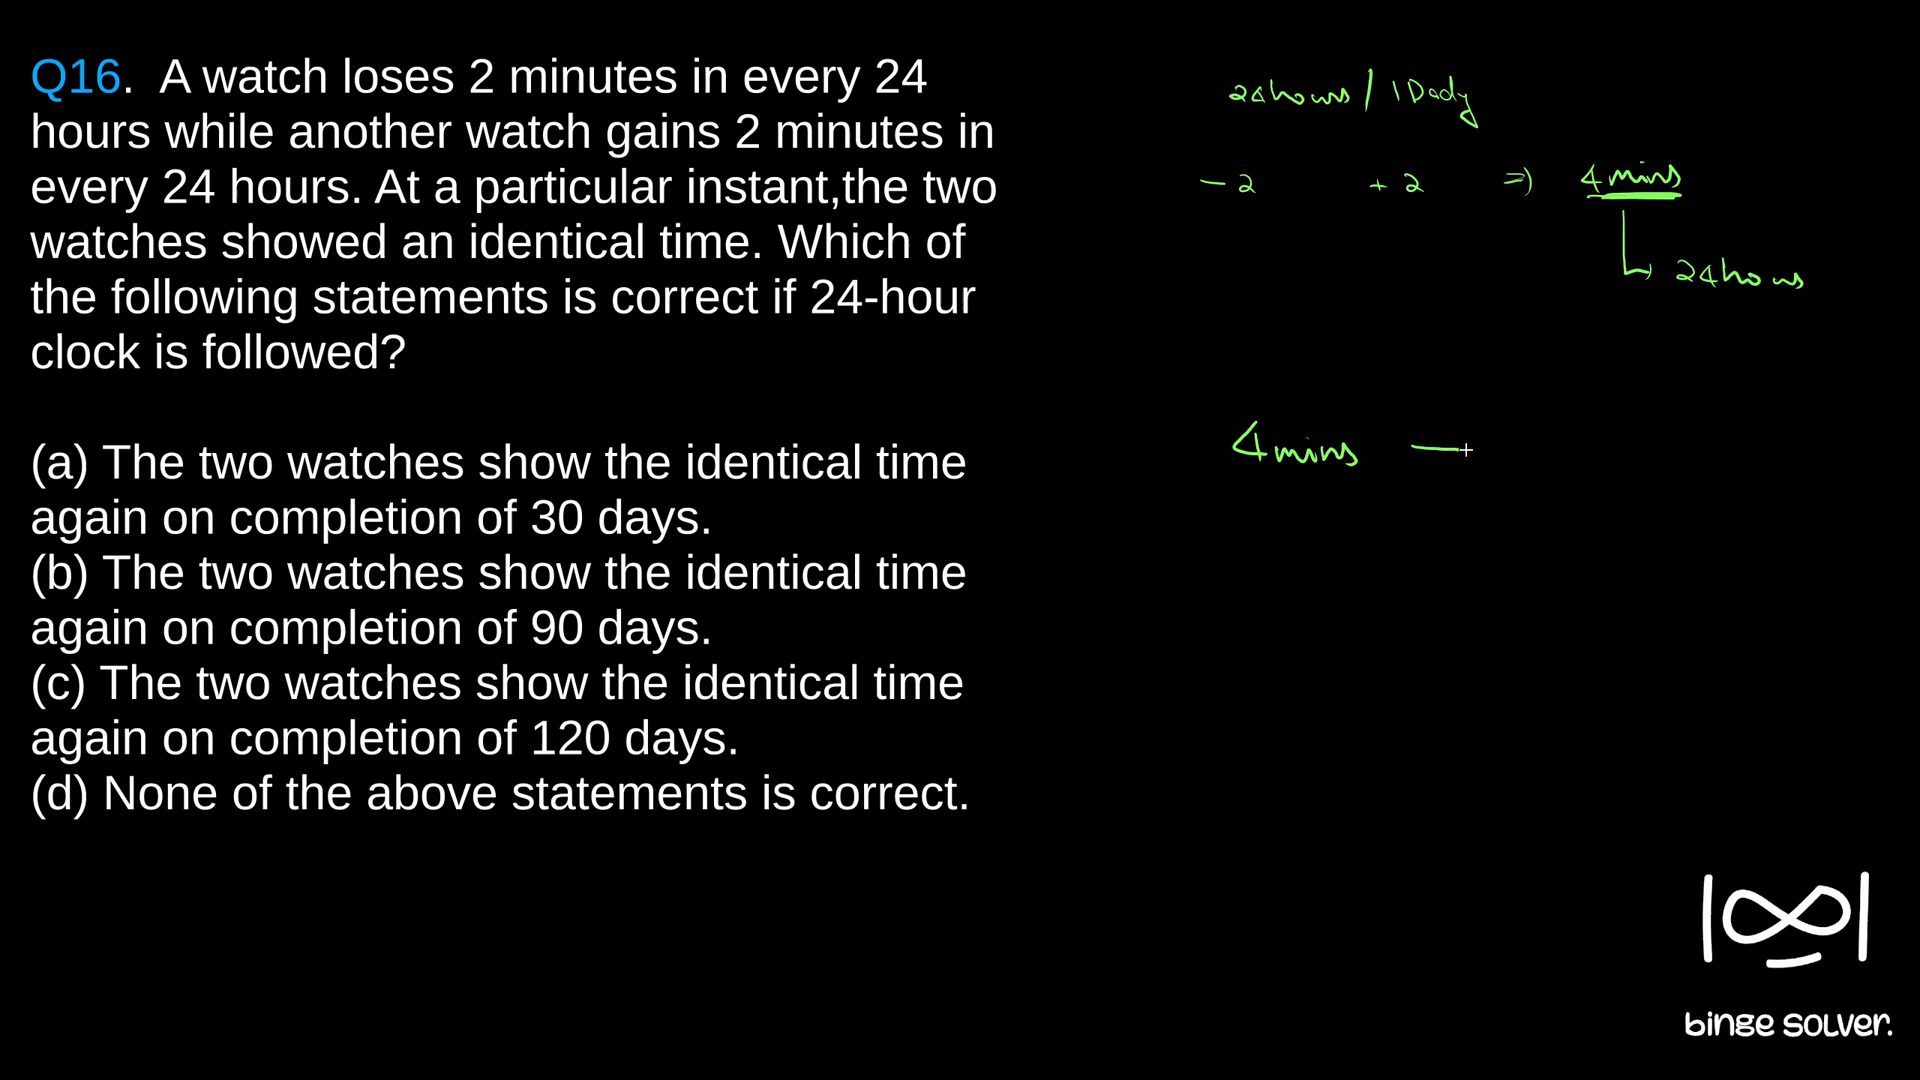 Q16. A watch loses 2 minutes in every 24
hours while another watch gains 2 minutes in
every 24 hours. At a particular instant,the two
watches showed an identical time. Which of
the following statements is correct if 24-hour
clock is followed?
(a) The two watches show the identical time
again on completion of 30 days.
(b) The two watches show the identical time
again on completion of 90 days.
(c) The two watches show the identical time
again on completion of 120 days.
(d) None of the above statements is correct.
24hours / 1 Dady
- 2 + 2 => 4mins
↳ 24hours
4mins —
binge SOLVER.